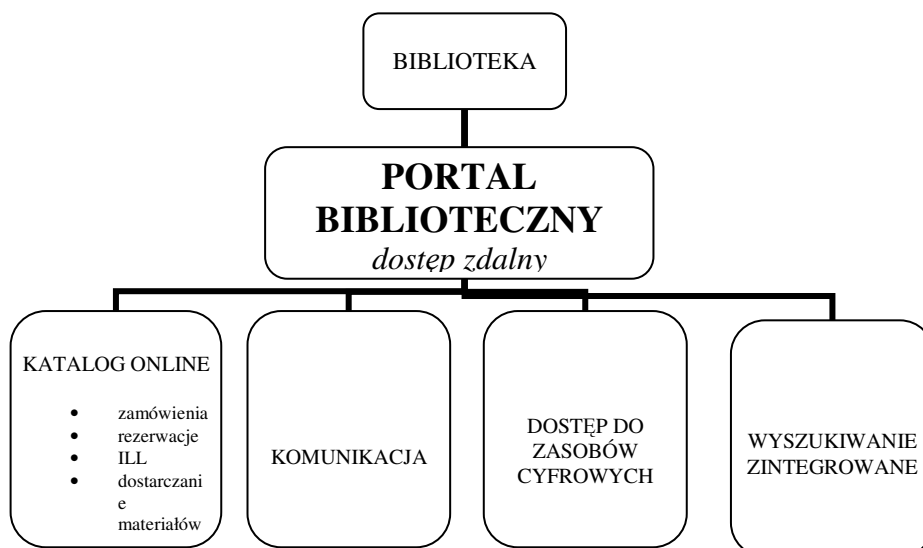 BIBLIOTEKA
PORTAL
BIBLIOTECZNY
dostęp zdalny
KATALOG ONLINE
• zamówienia
• rezerwacje
• ILL
• dostarczani
e
materiałów
KOMUNIKACJA
DOSTĘP DO
ZASOBÓW
CYFROWYCH
WYSZUKIWANIE
ZINTEGROWANE